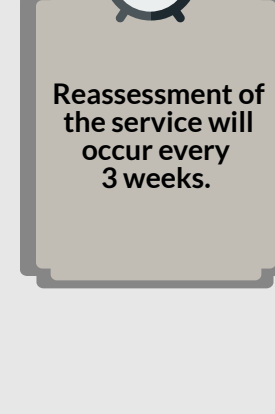 Reassessment of
the service will
occur every
3 weeks.